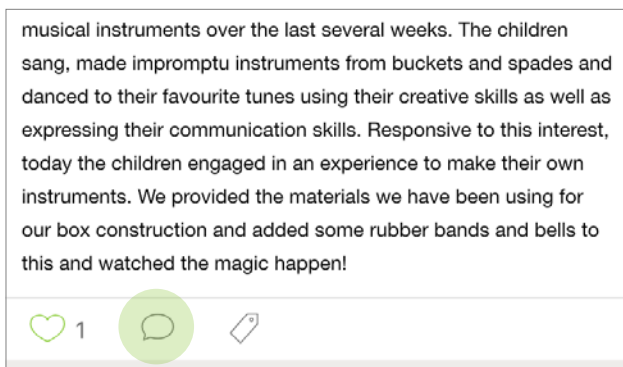 musical instruments over the last several weeks. The children
sang, made impromptu instruments from buckets and spades and
danced to their favourite tunes using their creative skills as well as
expressing their communication skills. Responsive to this interest,
today the children engaged in an experience to make their own
instruments. We provided the materials we have been using for
our box construction and added some rubber bands and bells to
this and watched the magic happen!
1